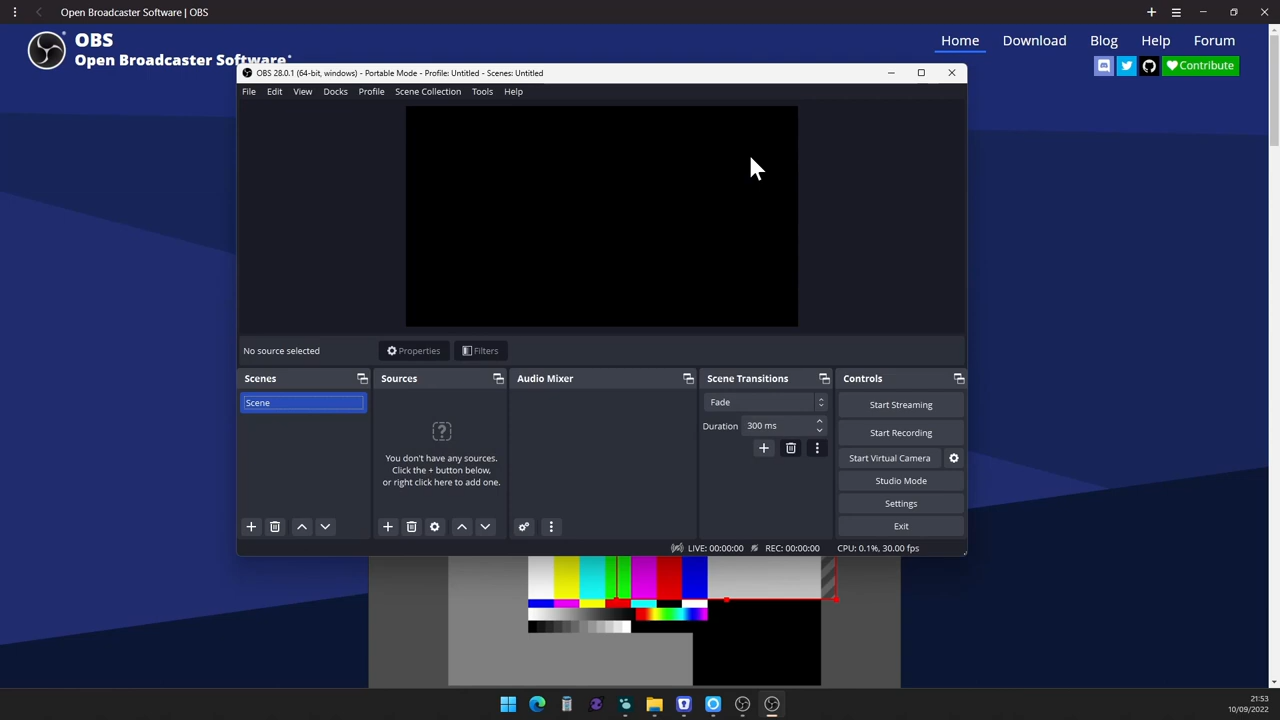 Open Broadcaster Software | OBS
OBS
Open Broadcaster Software
Home Download Blog Help Forum
Contribute
OBS 28.0.1 (64-bit, windows) - Portable Mode - Profile: Untitled - Scenes: Untitled
File Edit View Docks Profile Scene Collection Tools Help
No source selected Properties Filters
Scenes Sources Audio Mixer Scene Transitions Controls
Scene
You don't have any sources.
Click the + button below,
or right click here to add one.
Fade
Duration 300 ms
Start Streaming
Start Recording
Start Virtual Camera
Studio Mode
Settings
Exit
LIVE: 00:00:00 REC: 00:00:00 CPU: 0.1%, 30.00 fps
21:53
10/09/2022